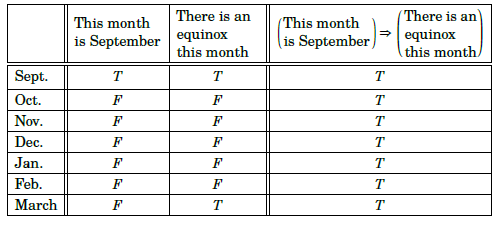 This month is September | There is an equinox this month | (This month is September) ⇒ (There is an equinox this month)
Sept. T T T
Oct. F F T
Nov. F F T
Dec. F F T
Jan. F F T
Feb. F F T
March F T T